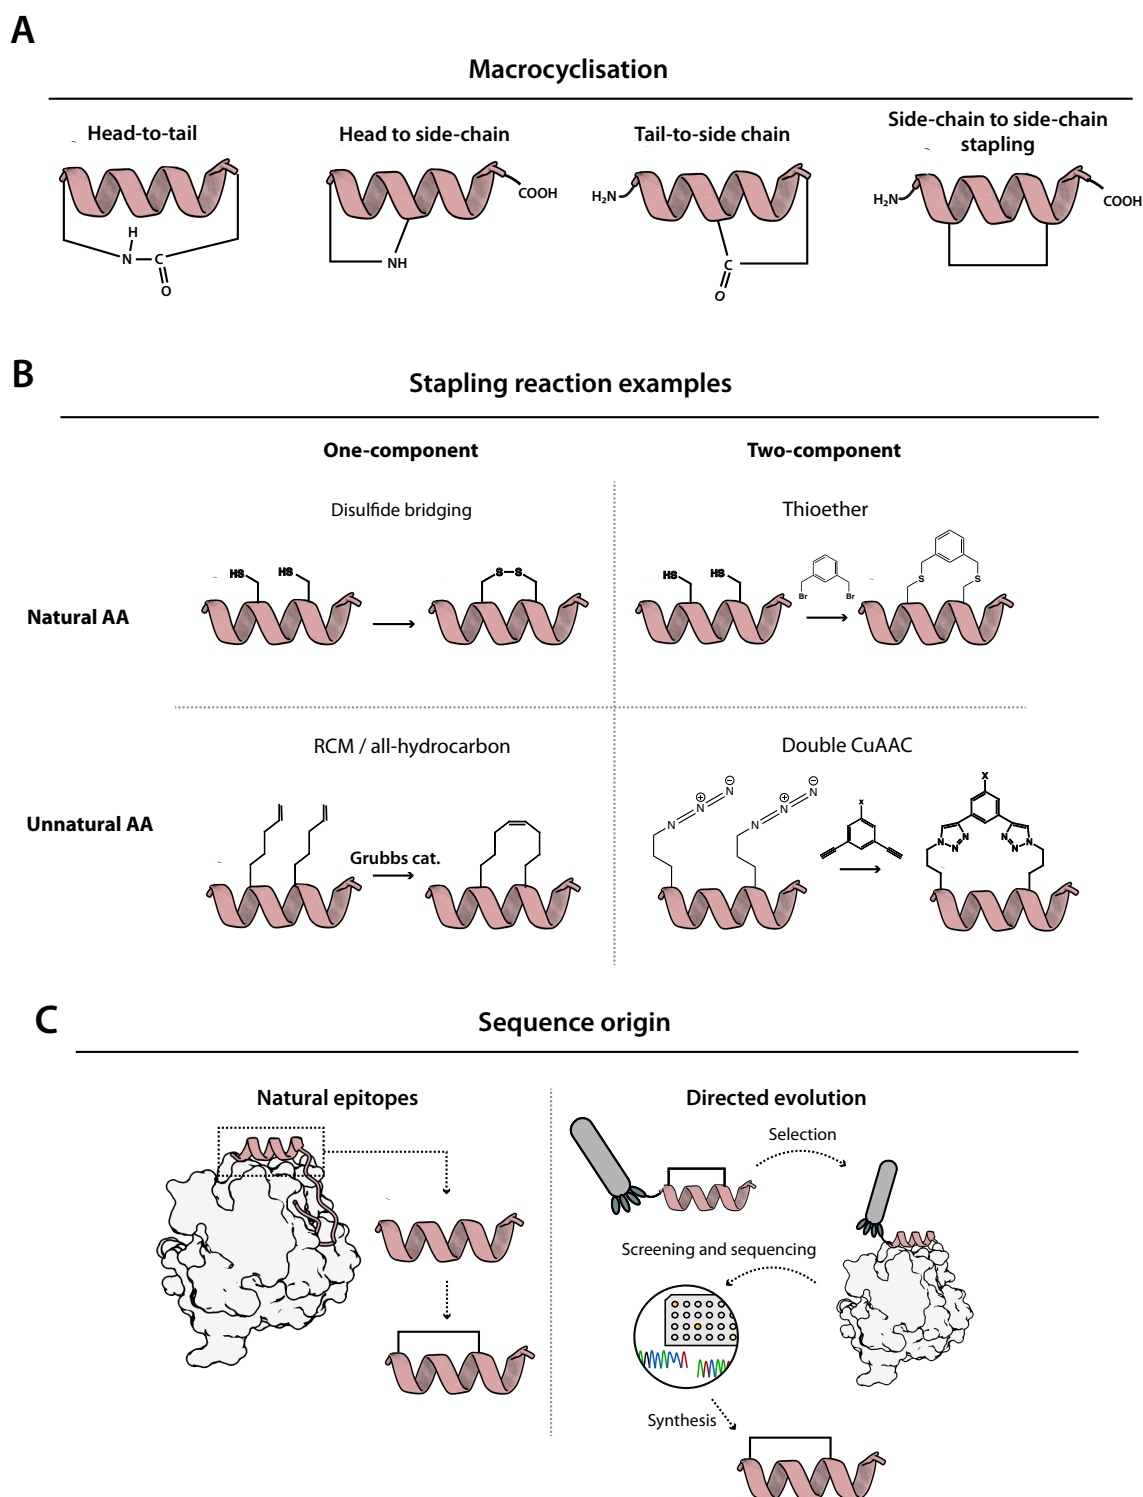 A
Macrocyclisation
Head-to-tail
Head to side-chain
Tail-to-side chain
Side-chain to side-chain
stapling
H
N
C
O
COOH
NH
H₂N
C
O
H₂N
COOH
B
Stapling reaction examples
One-component
Two-component
Natural AA
Disulfide bridging
HS
HS
S
S
Thioether
HS
HS
Br
Br
S
S
Unnatural AA
RCM / all-hydrocarbon
Grubbs cat.
Double CuAAC
N
⊕
N
⊖
N
N
⊕
N
⊖
N
x
X
N
N
N
N
N
N
C
Sequence origin
Natural epitopes
Directed evolution
Selection
Screening and sequencing
Synthesis